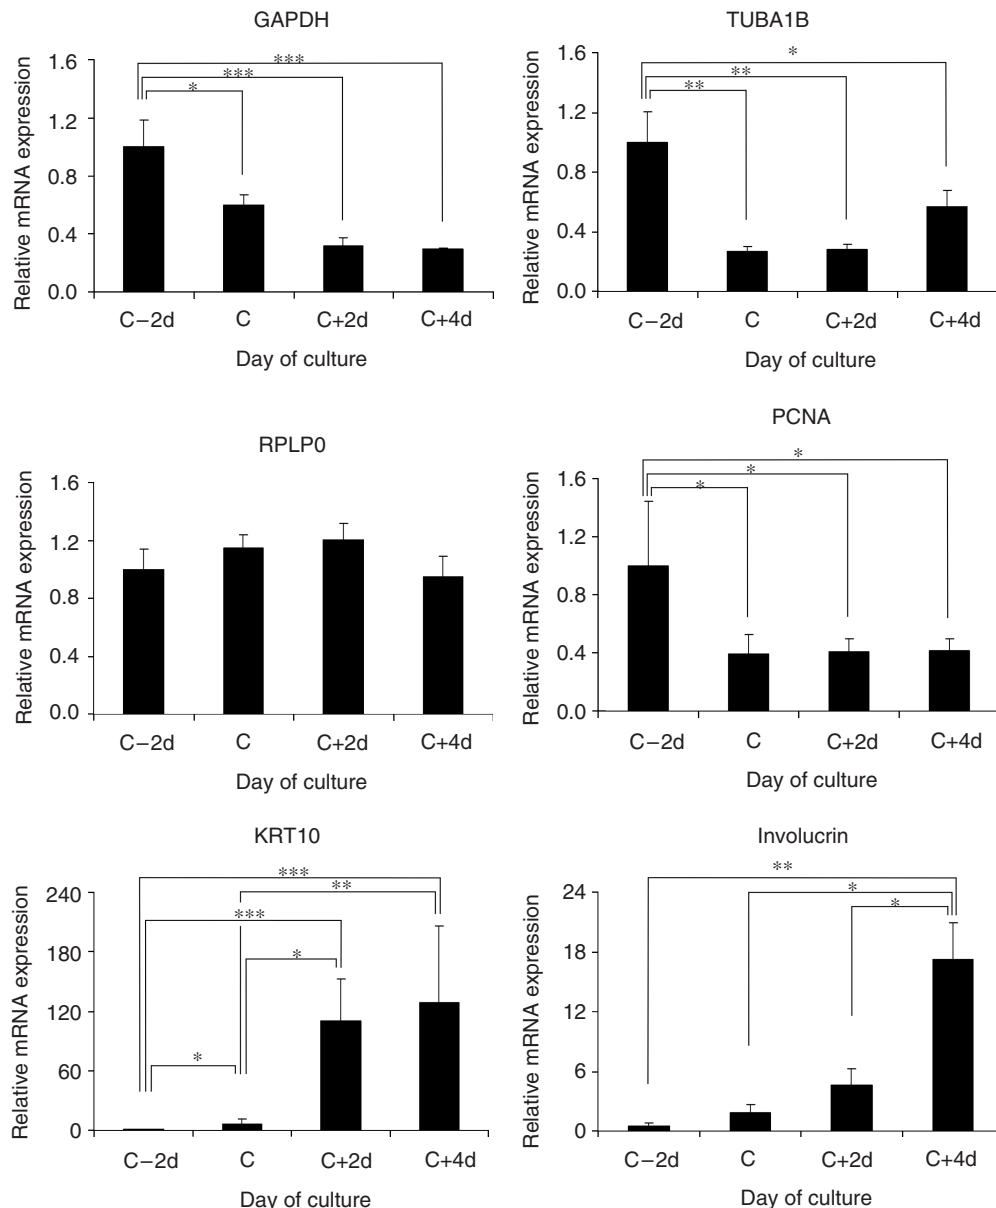 GAPDH
Relative mRNA expression
1.6
1.2
0.8
0.4
0.0
***
***
*
C−2d C C+2d C+4d
Day of culture
TUBA1B
Relative mRNA expression
1.6
1.2
0.8
0.4
0.0
*
**
**
C−2d C C+2d C+4d
Day of culture
RPLP0
Relative mRNA expression
1.6
1.2
0.8
0.4
0.0
C−2d C C+2d C+4d
Day of culture
PCNA
Relative mRNA expression
1.6
1.2
0.8
0.4
0.0
*
*
*
C−2d C C+2d C+4d
Day of culture
KRT10
Relative mRNA expression
240
180
120
60
0
***
**
***
*
*
C−2d C C+2d C+4d
Day of culture
Involucrin
Relative mRNA expression
24
18
12
6
0
**
*
*
C−2d C C+2d C+4d
Day of culture